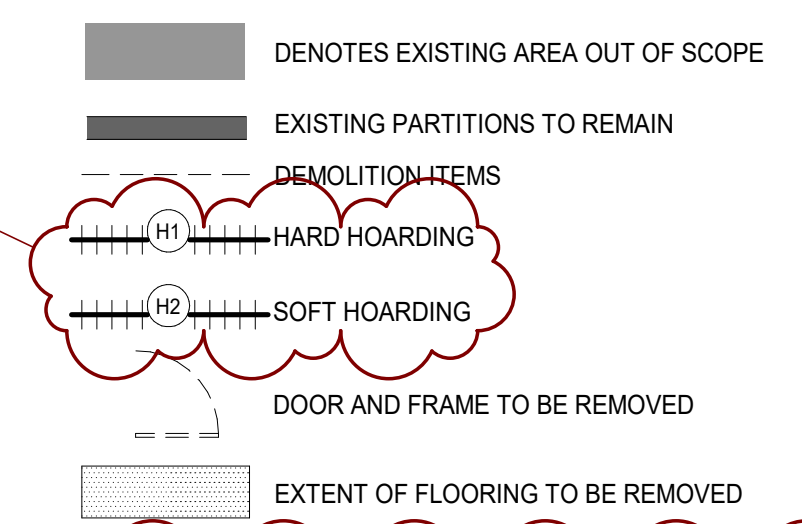 DENOTES EXISTING AREA OUT OF SCOPE
EXISTING PARTITIONS TO REMAIN
DEMOLITION ITEMS
H1 HARD HOARDING
H2 SOFT HOARDING
DOOR AND FRAME TO BE REMOVED
EXTENT OF FLOORING TO BE REMOVED